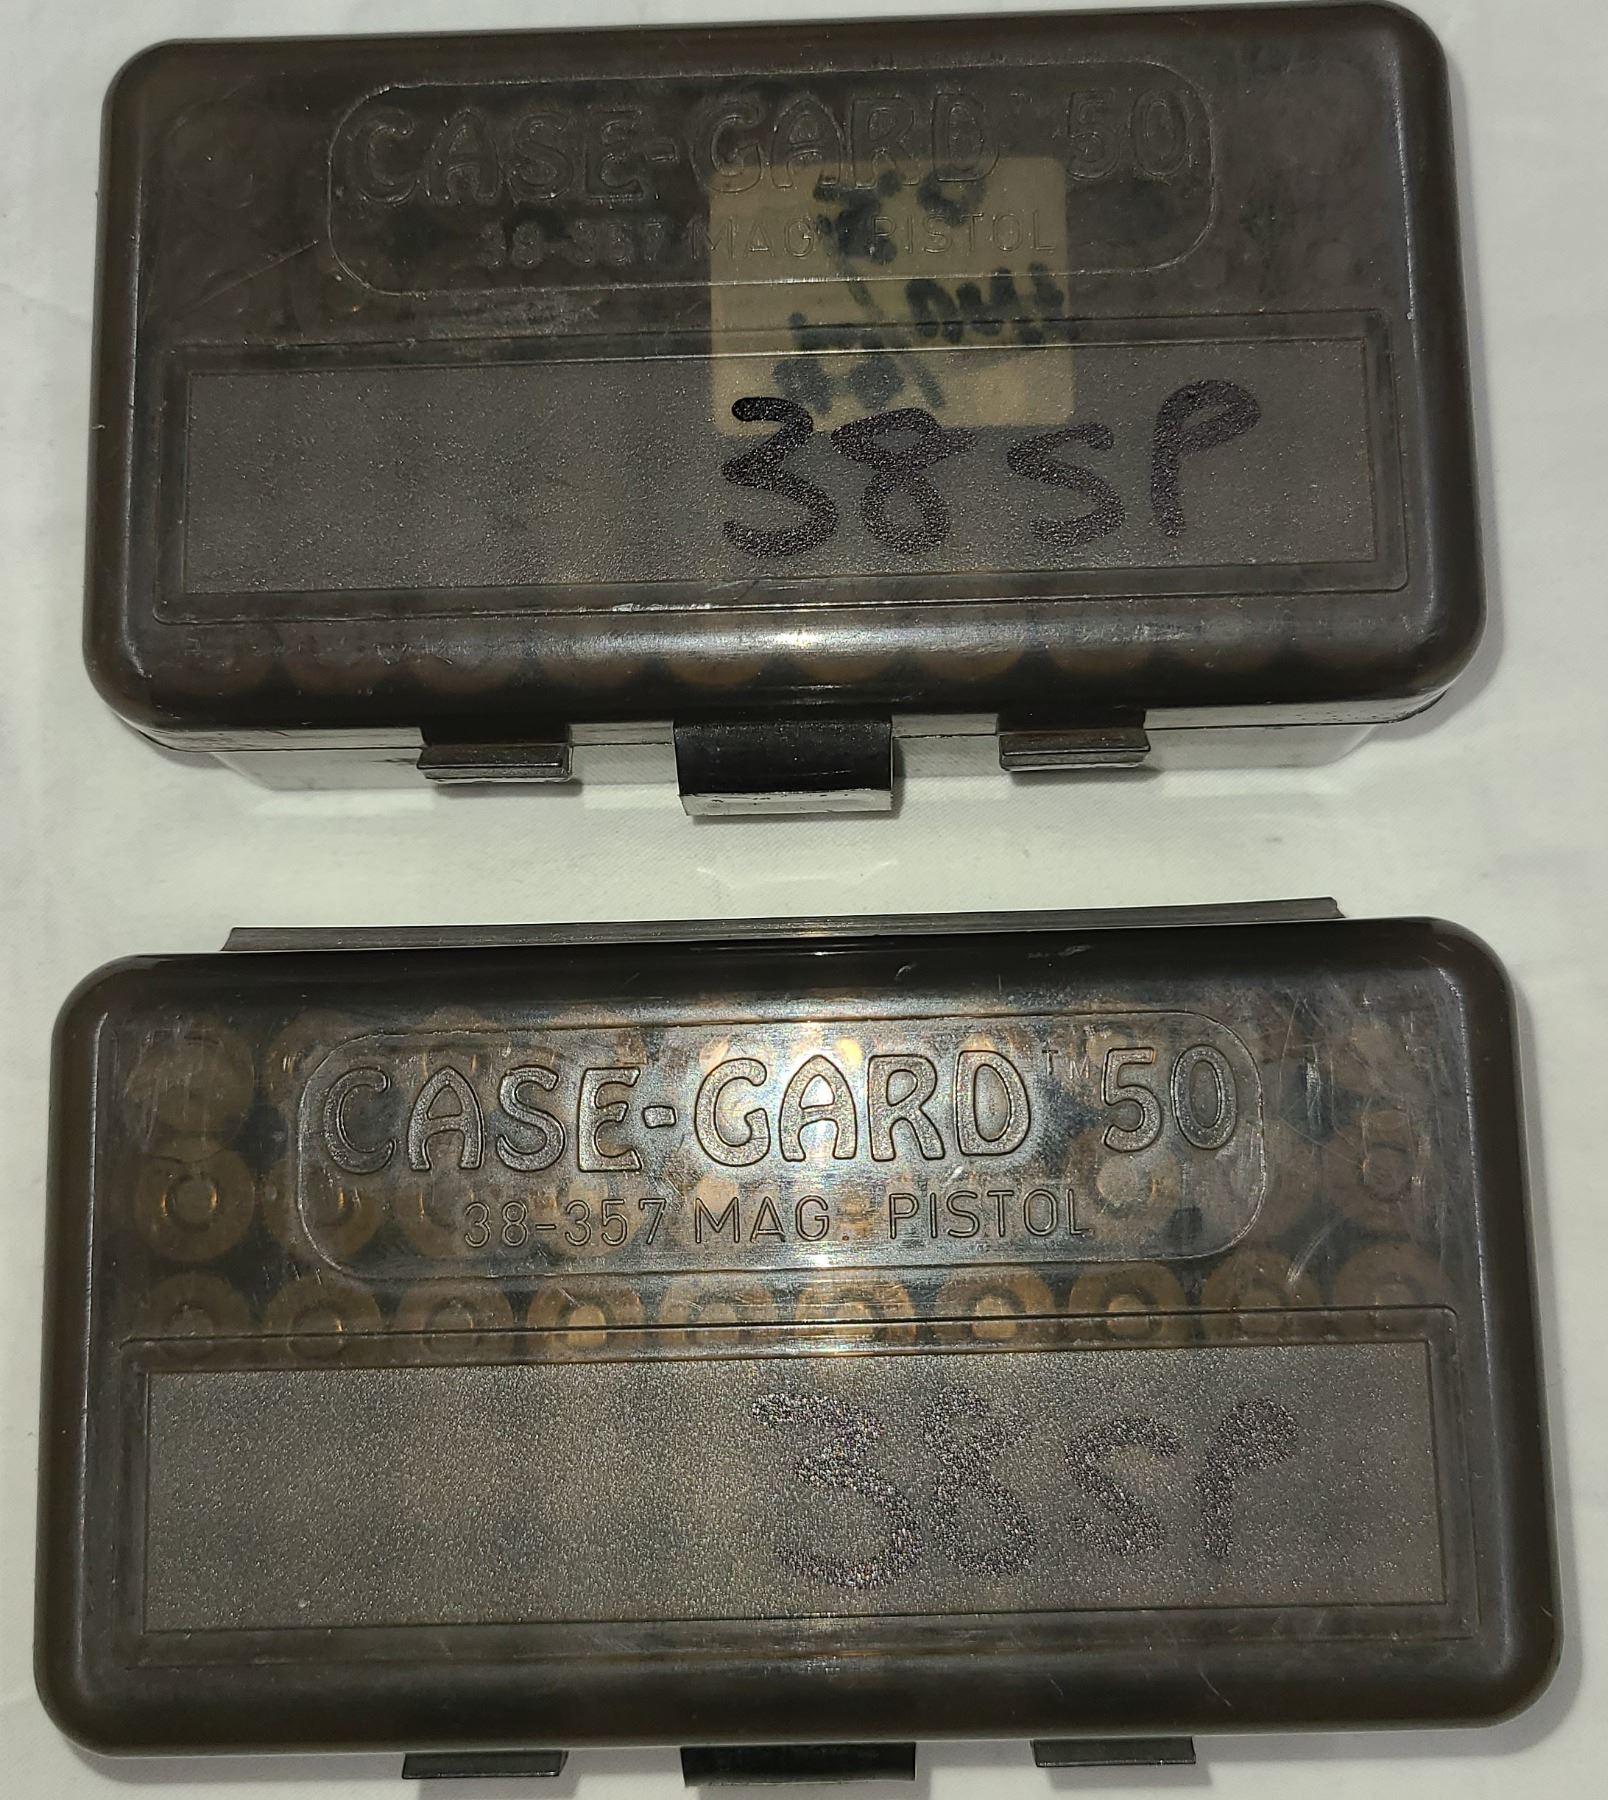 CASE-GARD 50
38-357 MAG. PISTOL
38 SP
CASE-GARD™ 50
38-357 MAG. PISTOL
38 SP